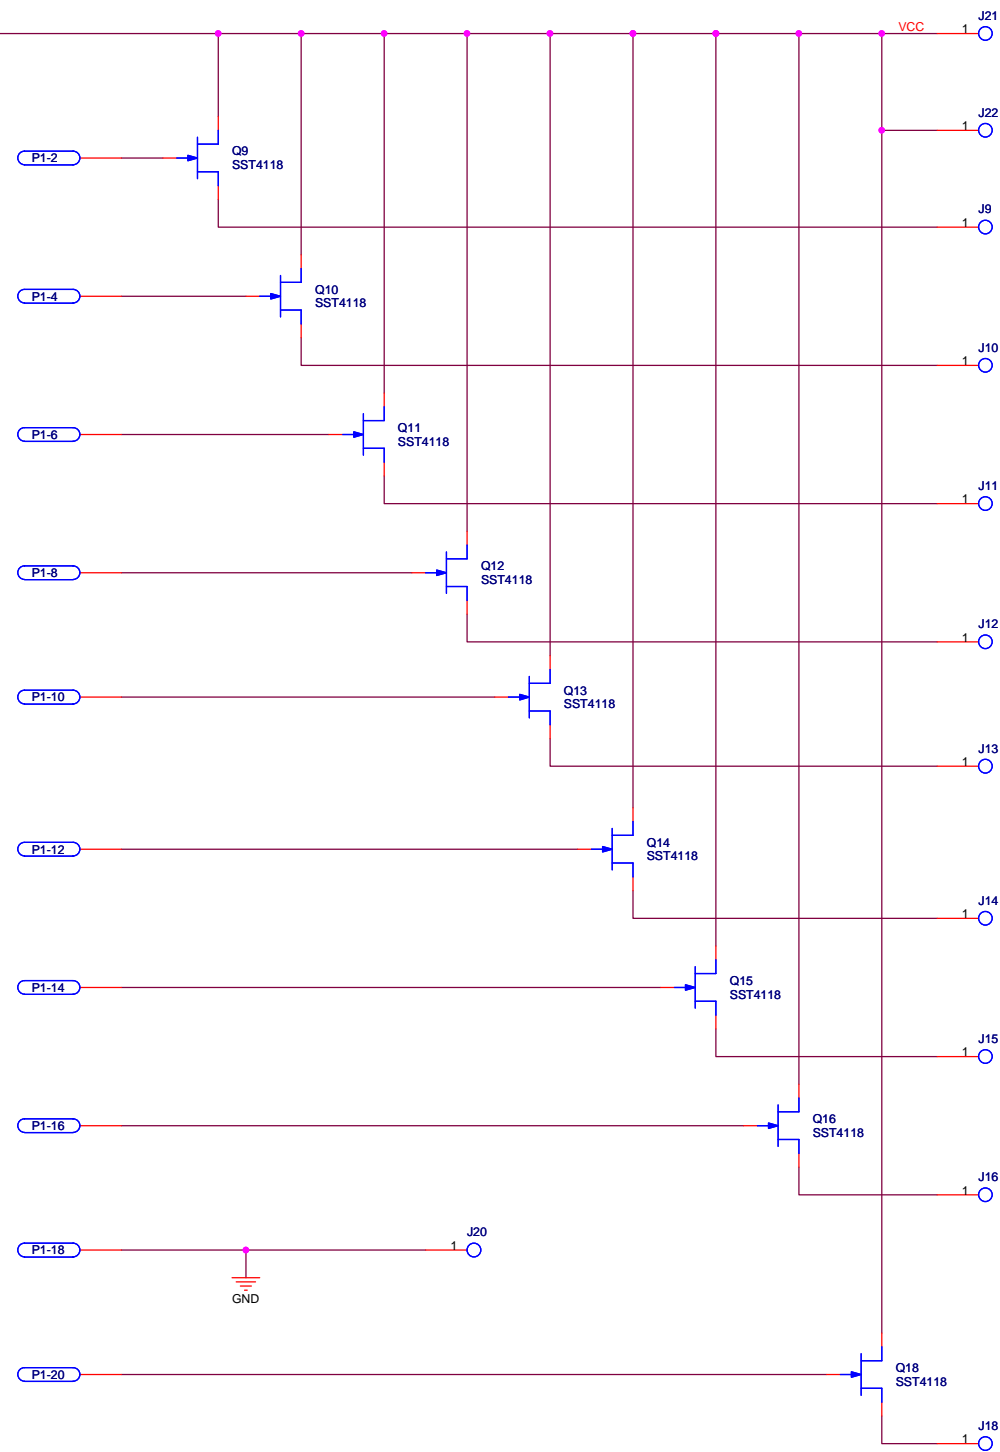 J21
VCC
1
J22
1
Q9
P1-2
SST4118
J9
1
Q10
P1-4
SST4118
J10
1
Q11
P1-6
SST4118
J11
1
Q12
P1-8
SST4118
J12
1
Q13
P1-10
SST4118
J13
1
Q14
P1-12
SST4118
J14
1
Q15
P1-14
SST4118
J15
1
Q16
P1-16
SST4118
J16
1
J20
P1-18
1
GND
Q18
P1-20
SST4118
J18
1